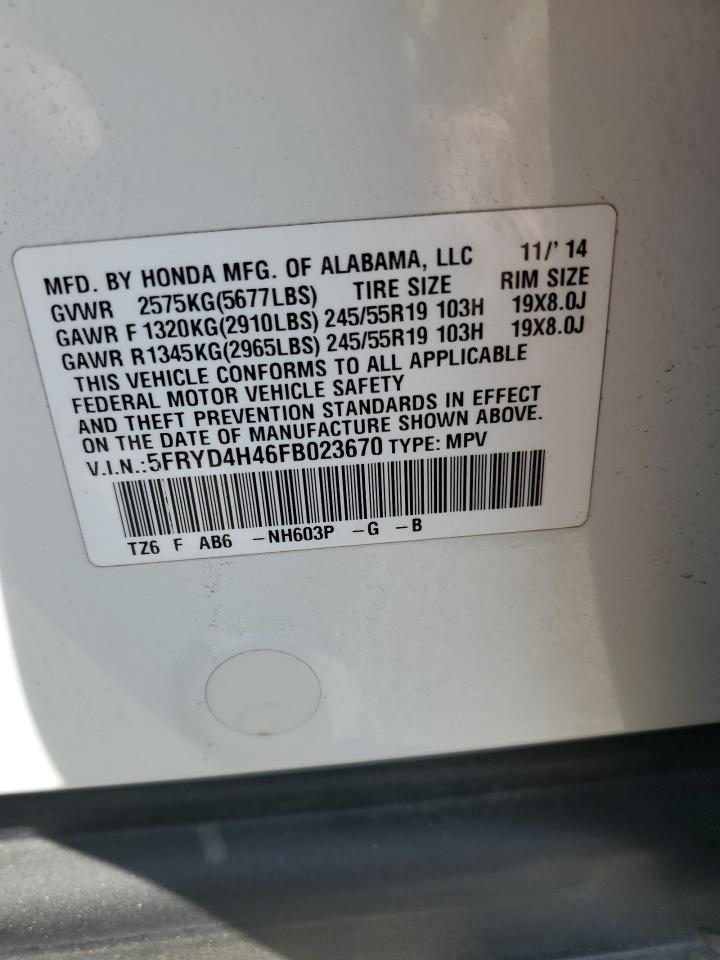 MFD. BY HONDA MFG. OF ALABAMA, LLC 11/' 14
GVWR 2575KG(5677LBS) TIRE SIZE RIM SIZE
GAWR F 1320KG(2910LBS) 245/55R19 103H 19X8.0J
GAWR R1345KG(2965LBS) 245/55R19 103H 19X8.0J
THIS VEHICLE CONFORMS TO ALL APPLICABLE
FEDERAL MOTOR VEHICLE SAFETY
AND THEFT PREVENTION STANDARDS IN EFFECT
ON THE DATE OF MANUFACTURE SHOWN ABOVE.
V.I.N.:5FRYD4H46FB023670 TYPE: MPV
TZ6 F AB6 -NH603P -G -B